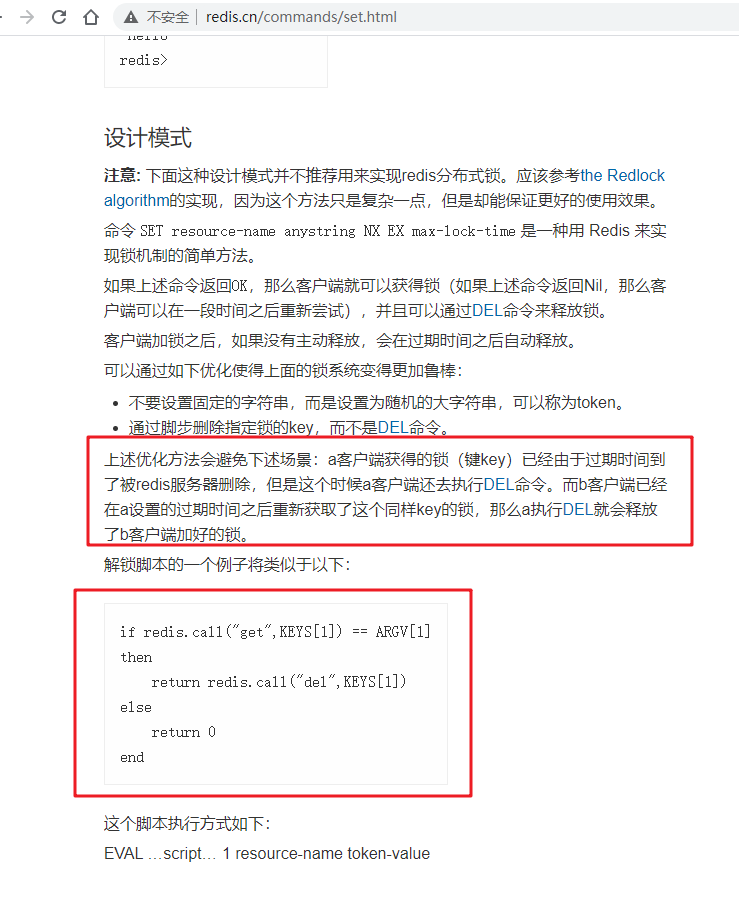 不安全 | redis.cn/commands/set.html
"Hello"
redis>
设计模式
注意: 下面这种设计模式并不推荐用来实现redis分布式锁。应该参考the Redlock
algorithm的实现，因为这个方法只是复杂一点，但是却能保证更好的使用效果。
命令 SET resource-name anystring NX EX max-lock-time 是一种用 Redis 来实
现锁机制的简单方法。
如果上述命令返回OK，那么客户端就可以获得锁（如果上述命令返回Nil，那么客
户端可以在一段时间之后重新尝试），并且可以通过DEL命令来释放锁。
客户端加锁之后，如果没有主动释放，会在过期时间之后自动释放。
可以通过如下优化使得上面的锁系统变得更加鲁棒：
• 不要设置固定的字符串，而是设置为随机的大字符串，可以称为token。
• 通过脚步删除指定锁的key，而不是DEL命令。
上述优化方法会避免下述场景：a客户端获得的锁（键key）已经由于过期时间到
了被redis服务器删除，但是这个时候a客户端还去执行DEL命令。而b客户端已经
在a设置的过期时间之后重新获取了这个同样key的锁，那么a执行DEL就会释放
了b客户端加好的锁。
解锁脚本的一个例子将类似于以下：
if redis.call("get",KEYS[1]) == ARGV[1]
then
    return redis.call("del",KEYS[1])
else
    return 0
end
这个脚本执行方式如下：
EVAL …script… 1 resource-name token-value